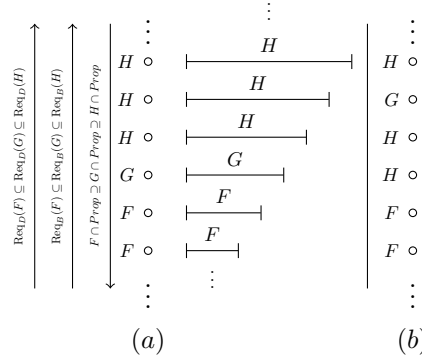 Req_D(F) ⊆ Req_D(G) ⊆ Req_D(H)
Req_B(F) ⊆ Req_B(G) ⊆ Req_B(H)
F ∩ Prop ⊇ G ∩ Prop ⊇ H ∩ Prop
H H H
H H G
H H H
G G H
F F F
F F F
(a) (b)